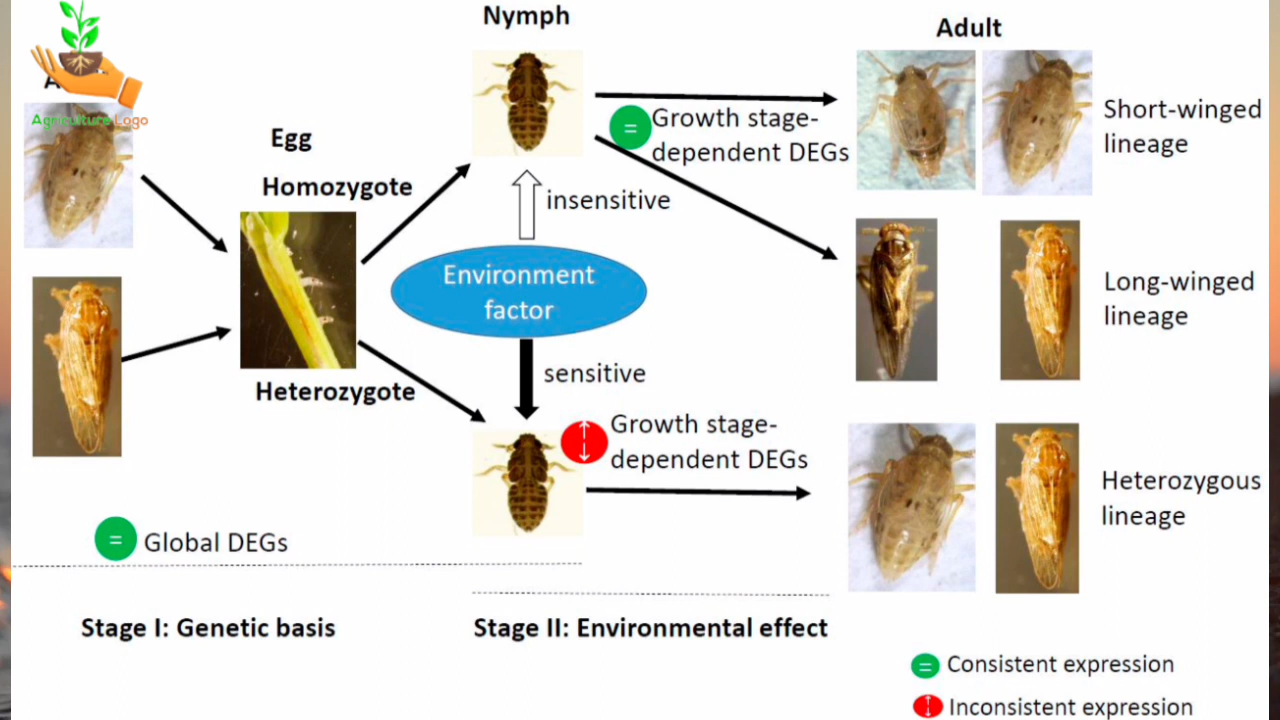 Nymph
Adult
Agriculture Logo
Egg
Homozygote
Heterozygote
Growth stage-
dependent DEGs
insensitive
Environment
factor
sensitive
Growth stage-
dependent DEGs
Short-winged
lineage
Long-winged
lineage
Heterozygous
lineage
= Global DEGs
Stage I: Genetic basis
Stage II: Environmental effect
= Consistent expression
Inconsistent expression